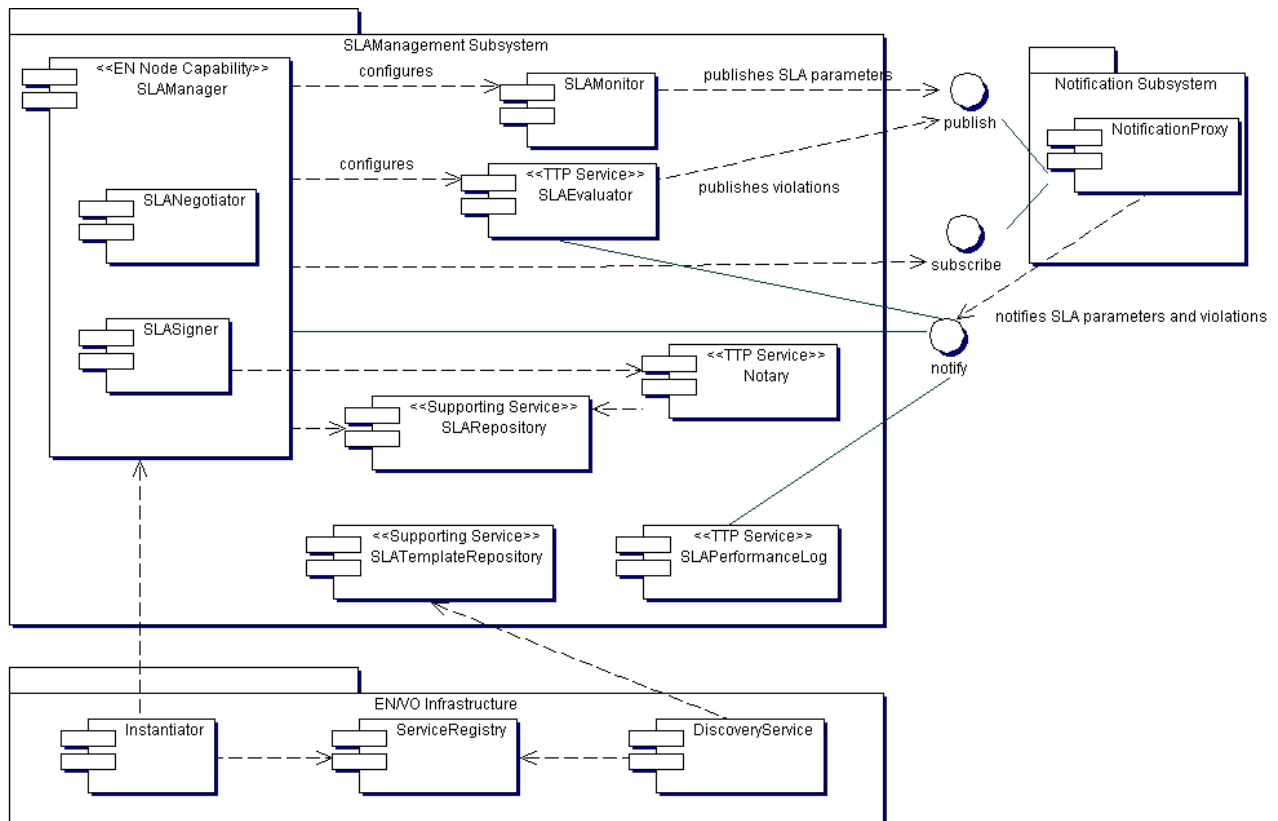 SLAManagement Subsystem
<<EN Node Capability>>
SLAManager
configures
SLAMonitor
publishes SLA parameters
publish
Notification Subsystem
NotificationProxy
configures
<<TTP Service>>
SLAEvaluator
publishes violations
SLANegotiator
subscribe
SLASigner
notifies SLA parameters and violations
notify
<<TTP Service>>
Notary
<<Supporting Service>>
SLARepository
<<Supporting Service>>
SLATemplateRepository
<<TTP Service>>
SLAPerformanceLog
EN/VO Infrastructure
Instantiator
ServiceRegistry
DiscoveryService